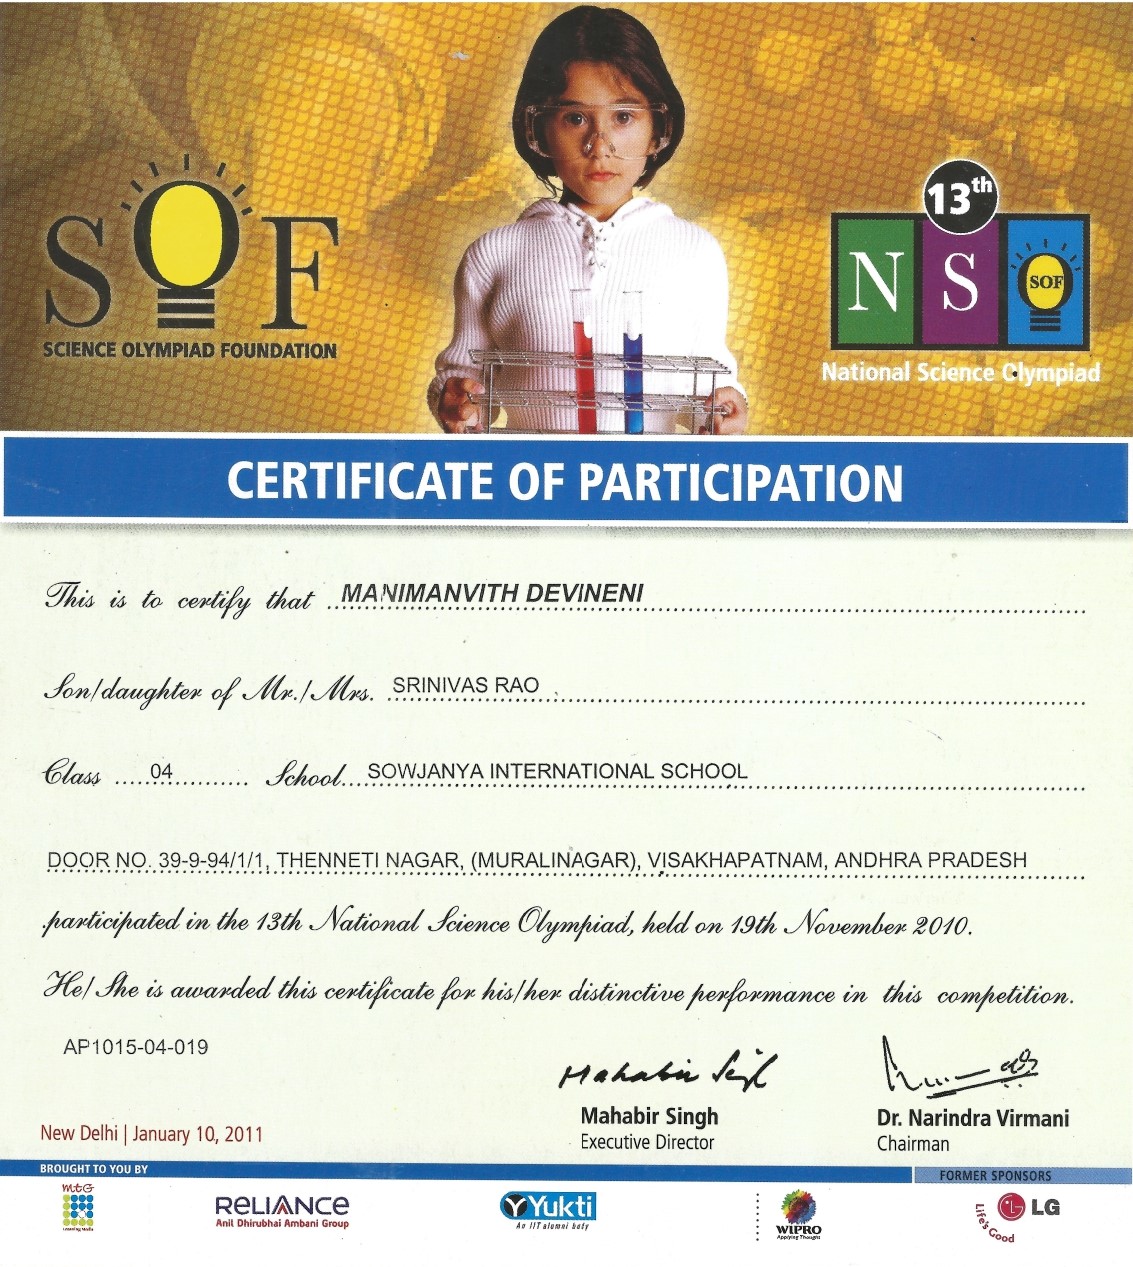 SOF
SCIENCE OLYMPIAD FOUNDATION
13th
NSO
SOF
National Science Olympiad
CERTIFICATE OF PARTICIPATION
This is to certify that MANIMANVITH DEVINENI
Son/daughter of Mr./Mrs. SRINIVAS RAO
Class 04 School SOWJANYA INTERNATIONAL SCHOOL
DOOR NO. 39-9-94/1/1, THENNETI NAGAR, (MURALINAGAR), VISAKHAPATNAM, ANDHRA PRADESH
participated in the 13th National Science Olympiad, held on 19th November 2010.
He/ She is awarded this certificate for his/her distinctive performance in this competition.
AP1015-04-019
Mahabir Singh
Mahabir Singh
Executive Director
Dr. Narindra Virmani
Chairman
New Delhi | January 10, 2011
BROUGHT TO YOU BY
FORMER SPONSORS
mtG
Learning Media
RELIANCE
Anil Dhirubhai Ambani Group
Yukti
An IIT alumni body
WIPRO
Applying Thought
LG
Life's Good